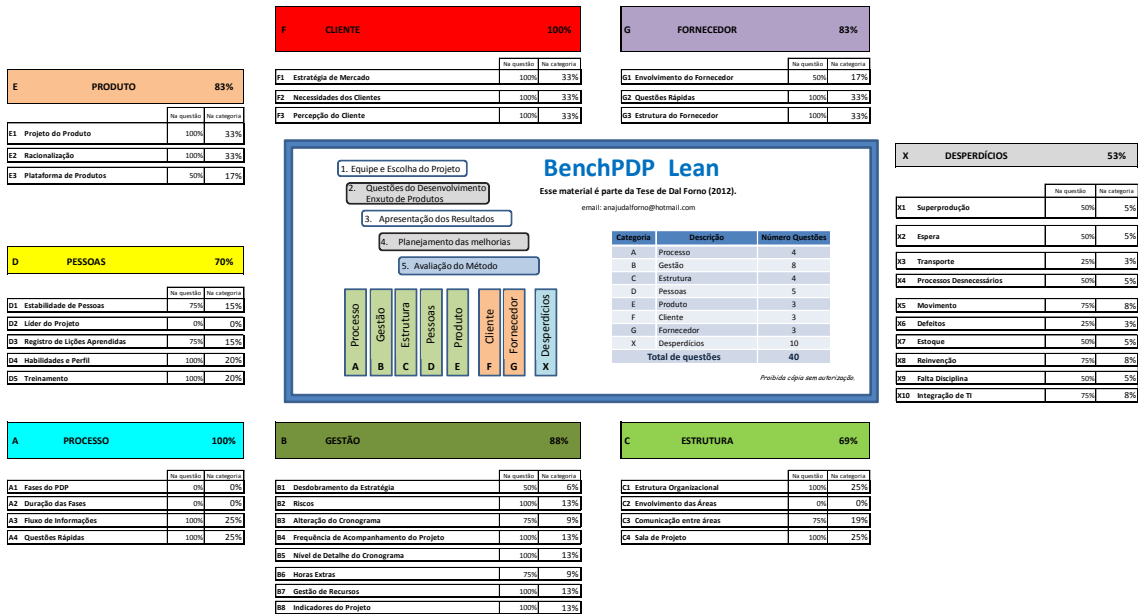 F CLIENTE 100%
Na questão Na categoria
F1 Estratégia de Mercado 100% 33%
F2 Necessidades dos Clientes 100% 33%
F3 Percepção do Cliente 100% 33%
G FORNECEDOR 83%
Na questão Na categoria
G1 Envolvimento do Fornecedor 50% 17%
G2 Questões Rápidas 100% 33%
G3 Estrutura do Fornecedor 100% 33%
E PRODUTO 83%
Na questão Na categoria
E1 Projeto do Produto 100% 33%
E2 Racionalização 100% 33%
E3 Plataforma de Produtos 50% 17%
D PESSOAS 70%
Na questão Na categoria
D1 Estabilidade de Pessoas 75% 15%
D2 Líder do Projeto 0% 0%
D3 Registro de Lições Aprendidas 75% 15%
D4 Habilidades e Perfil 100% 20%
D5 Treinamento 100% 20%
1. Equipe e Escolha do Projeto
2. Questões do Desenvolvimento
Enxuto de Produtos
3. Apresentação dos Resultados
4. Planejamento das melhorias
5. Avaliação do Método
BenchPDP Lean
Esse material é parte da Tese de Dal Forno (2012).
email: anajudalforno@hotmail.com
Categoria Descrição Número Questões
A Processo 4
B Gestão 8
C Estrutura 4
D Pessoas 5
E Produto 3
F Cliente 3
G Fornecedor 3
X Desperdícios 10
Total de questões 40
A Processo
B Gestão
C Estrutura
D Pessoas
E Produto
F Cliente
G Fornecedor
X Desperdícios
Proibida cópia sem autorização.
X DESPERDÍCIOS 53%
Na questão Na categoria
X1 Superprodução 50% 5%
X2 Espera 50% 5%
X3 Transporte 25% 3%
X4 Processos Desnecessários 50% 5%
X5 Movimento 75% 8%
X6 Defeitos 25% 3%
X7 Estoque 50% 5%
X8 Reinvenção 75% 8%
X9 Falta Disciplina 50% 5%
X10 Integração de TI 75% 8%
A PROCESSO 100%
Na questão Na categoria
A1 Fases do PDP 0% 0%
A2 Duração das Fases 0% 0%
A3 Fluxo de Informações 100% 25%
A4 Questões Rápidas 100% 25%
B GESTÃO 88%
Na questão Na categoria
B1 Desdobramento da Estratégia 50% 6%
B2 Riscos 100% 13%
B3 Alteração do Cronograma 75% 9%
B4 Frequência de Acompanhamento do Projeto 100% 13%
B5 Nível de Detalhe do Cronograma 100% 13%
B6 Horas Extras 75% 9%
B7 Gestão de Recursos 100% 13%
B8 Indicadores do Projeto 100% 13%
C ESTRUTURA 69%
Na questão Na categoria
C1 Estrutura Organizacional 100% 25%
C2 Envolvimento das Áreas 0% 0%
C3 Comunicação entre áreas 75% 19%
C4 Sala de Projeto 100% 25%